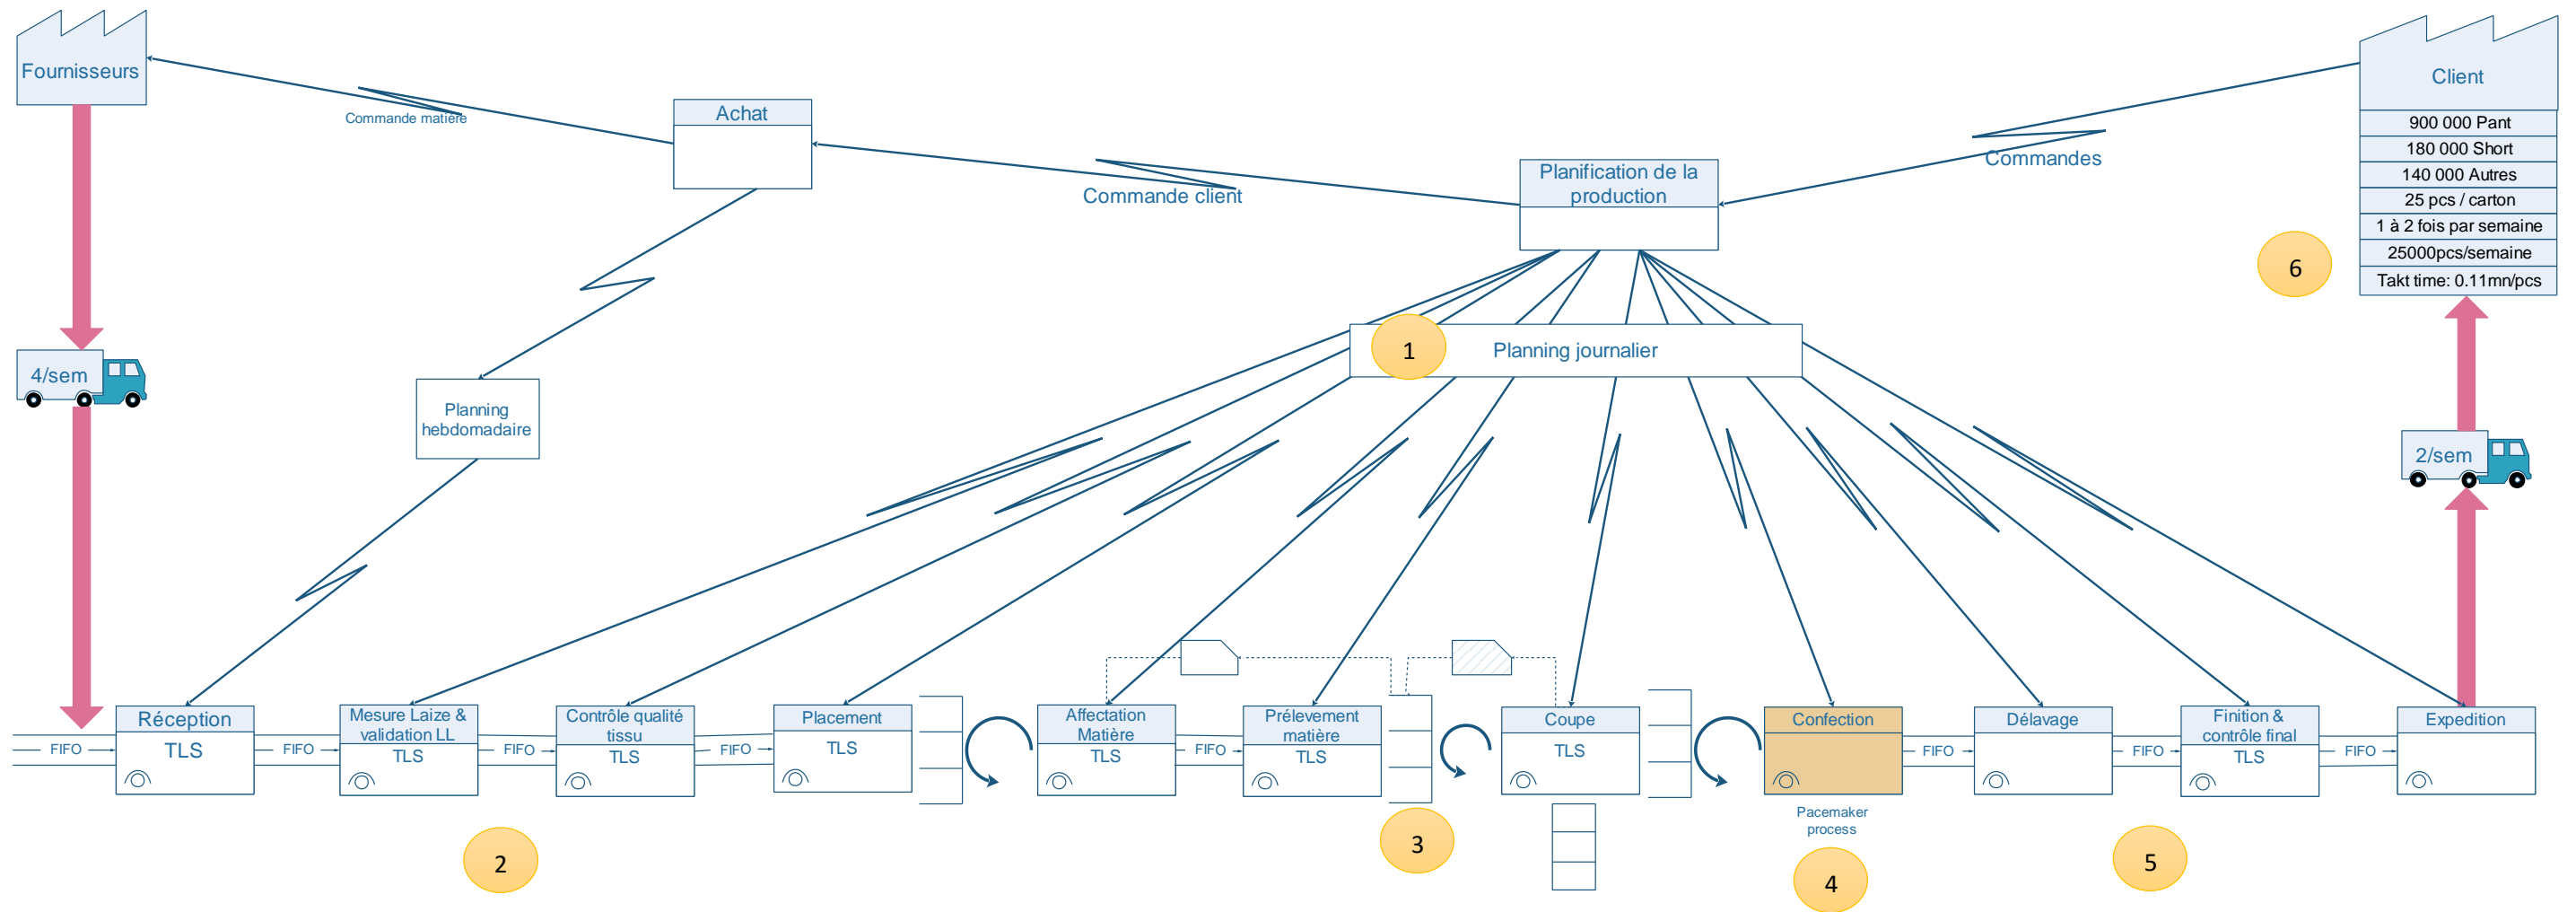 Fournisseurs
Commande matière
Achat
Commande client
Planification de la
production
Commandes
Client
900 000 Pant
180 000 Short
140 000 Autres
25 pcs / carton
1 à 2 fois par semaine
25000pcs/semaine
Takt time: 0.11mn/pcs
6
1
Planning journalier
4/sem
Planning
hebdomadaire
2/sem
FIFO
Réception
TLS
FIFO
Mesure Laize &
validation LL
TLS
FIFO
Contrôle qualité
tissu
TLS
FIFO
Placement
TLS
Affectation
Matière
TLS
FIFO
Prélevement
matière
TLS
Coupe
TLS
Confection
Pacemaker
process
FIFO
Délavage
FIFO
Finition &
contrôle final
TLS
FIFO
Expedition
2
3
4
5